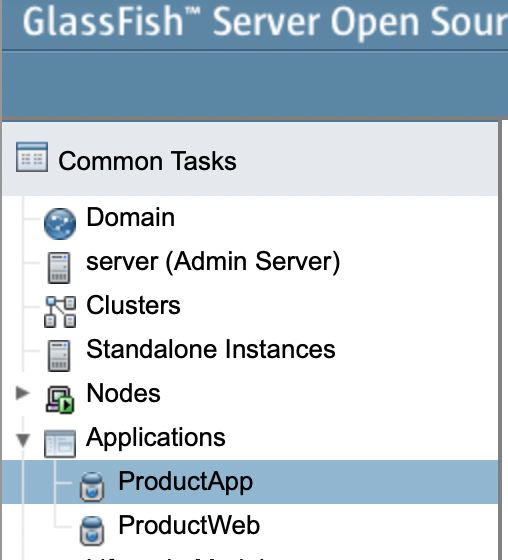 GlassFish™ Server Open Sour
Common Tasks
Domain
server (Admin Server)
Clusters
Standalone Instances
Nodes
Applications
ProductApp
ProductWeb